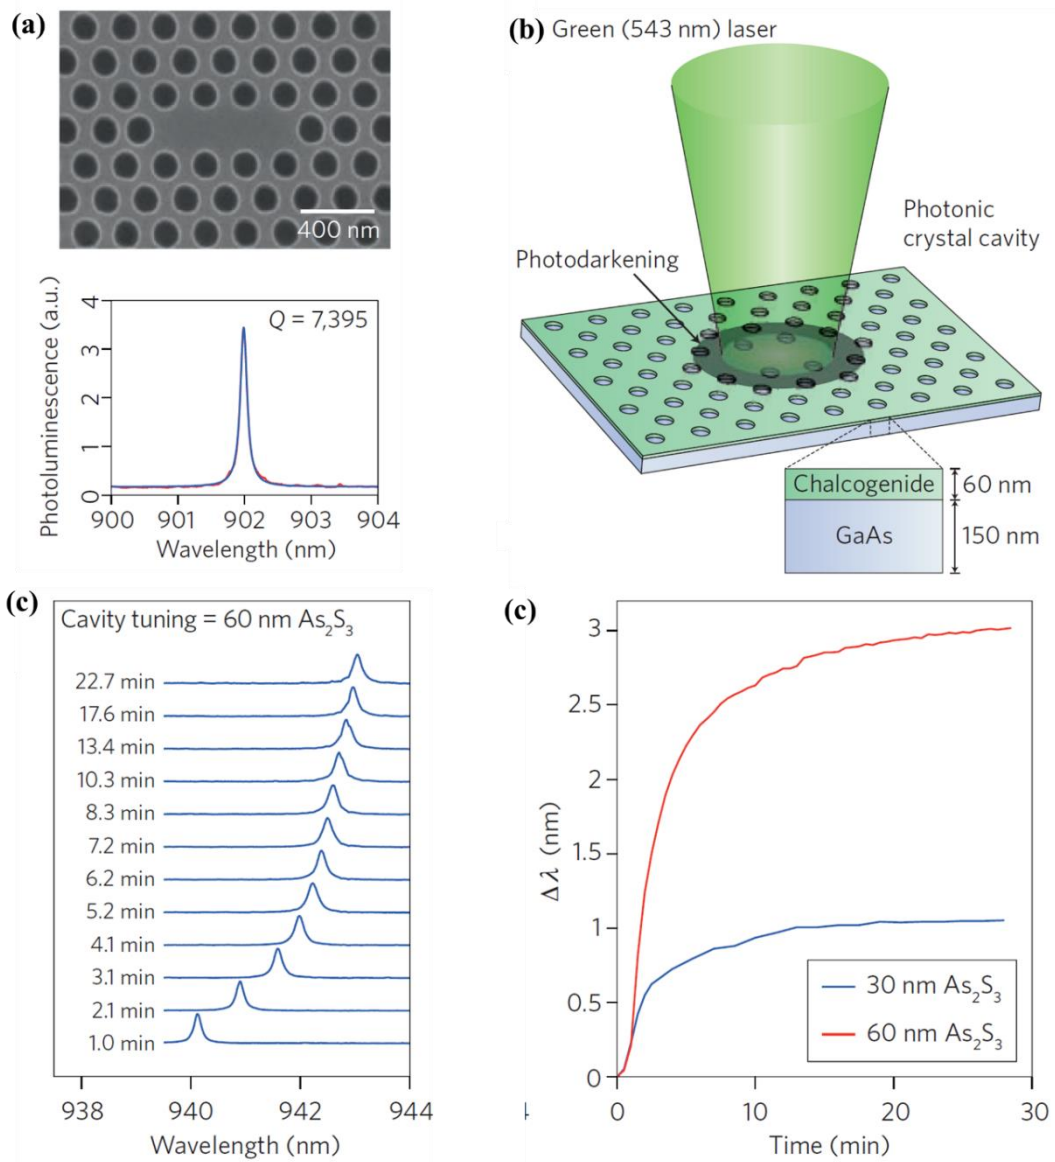 (a)
400 nm
Photoluminescence (a.u.)
4
3
2
1
0
Q = 7,395
900 901 902 903 904
Wavelength (nm)
(b) Green (543 nm) laser
Photonic
crystal cavity
Photodarkening
Chalcogenide
60 nm
GaAs
150 nm
(c)
Cavity tuning = 60 nm As₂S₃
22.7 min
17.6 min
13.4 min
10.3 min
8.3 min
7.2 min
6.2 min
5.2 min
4.1 min
3.1 min
2.1 min
1.0 min
938 940 942 944
Wavelength (nm)
(c)
Δλ (nm)
3
2.5
2
1.5
1
0.5
0
30 nm As₂S₃
60 nm As₂S₃
4
0 10 20 30
Time (min)